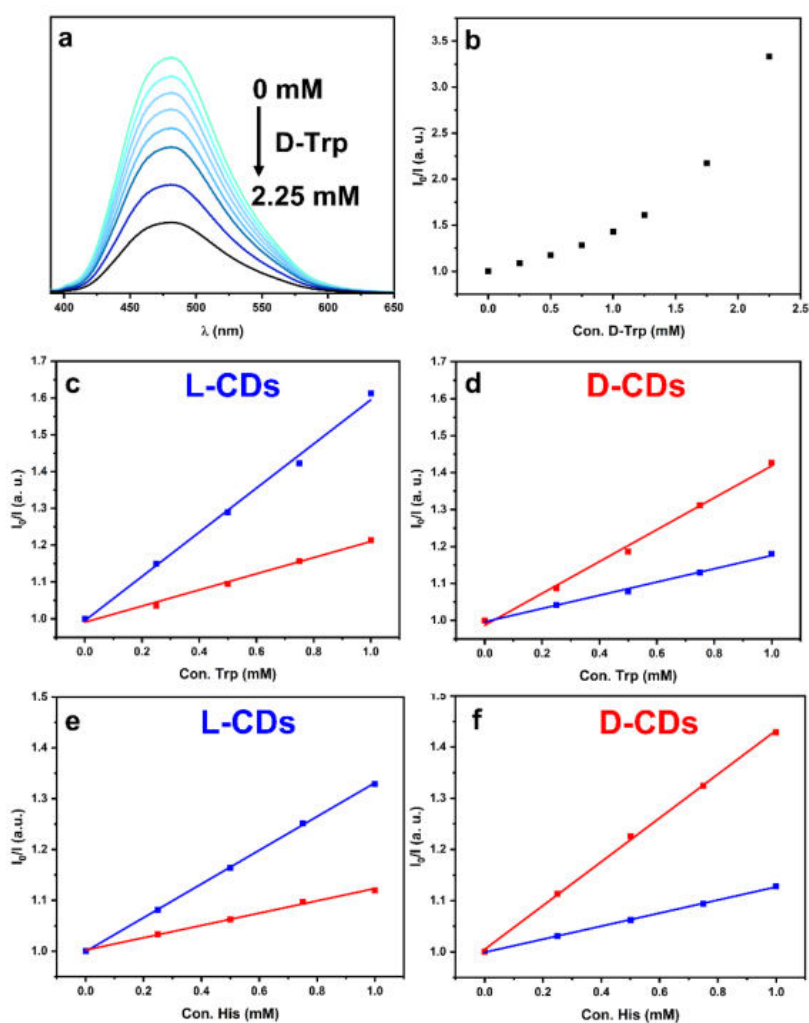 a
0 mM
D-Trp
2.25 mM
400 450 500 550 600 650
λ (nm)
b
3.5
3.0
2.5
2.0
1.5
1.0
I₀/I (a. u.)
0.0 0.5 1.0 1.5 2.0 2.5
Con. D-Trp (mM)
c
L-CDs
1.7
1.6
1.5
1.4
1.3
1.2
1.1
1.0
I₀/I (a. u.)
0.0 0.2 0.4 0.6 0.8 1.0
Con. Trp (mM)
d
D-CDs
1.7
1.6
1.5
1.4
1.3
1.2
1.1
1.0
I₀/I (a. u.)
0.0 0.2 0.4 0.6 0.8 1.0
Con. Trp (mM)
e
L-CDs
1.5
1.4
1.3
1.2
1.1
1.0
I₀/I (a.u.)
0.0 0.2 0.4 0.6 0.8 1.0
Con. His (mM)
f
D-CDs
1.5
1.4
1.3
1.2
1.1
1.0
I₀/I (a. u.)
0.0 0.2 0.4 0.6 0.8 1.0
Con. His (mM)